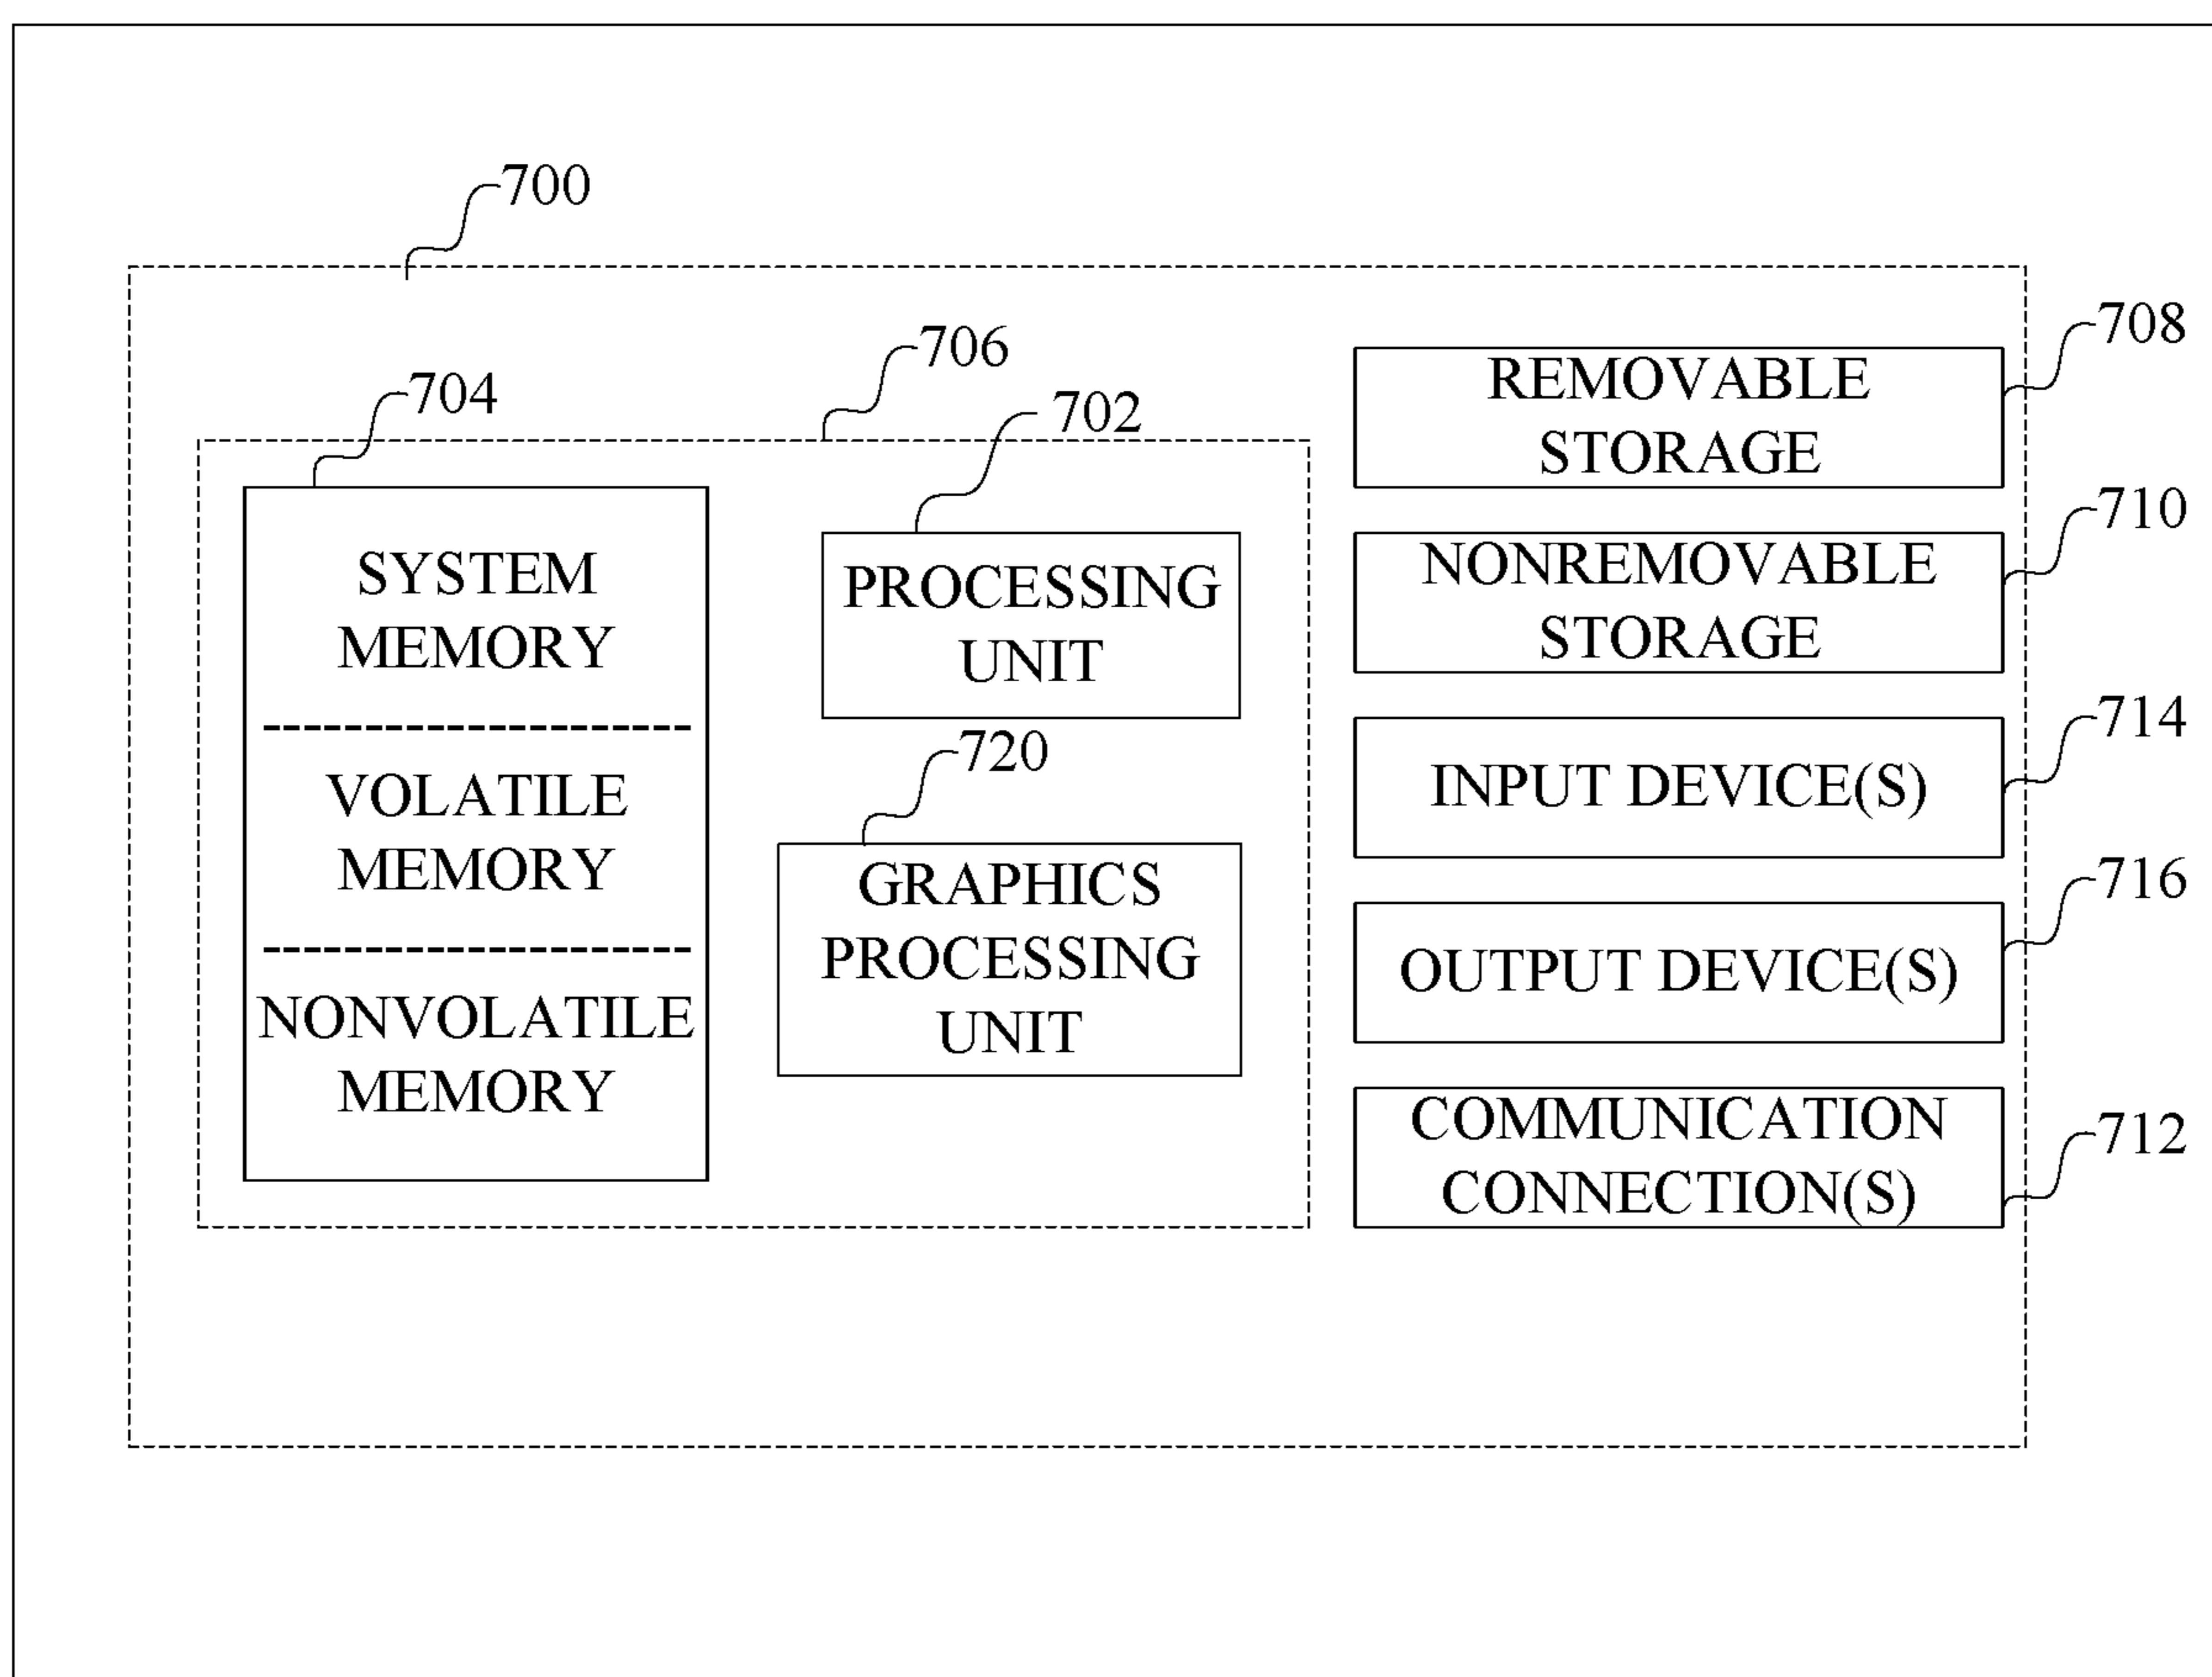 700
706
704
702
SYSTEM
MEMORY
VOLATILE
MEMORY
NONVOLATILE
MEMORY
PROCESSING
UNIT
720
GRAPHICS
PROCESSING
UNIT
708
REMOVABLE
STORAGE
710
NONREMOVABLE
STORAGE
714
INPUT DEVICE(S)
716
OUTPUT DEVICE(S)
712
COMMUNICATION
CONNECTION(S)